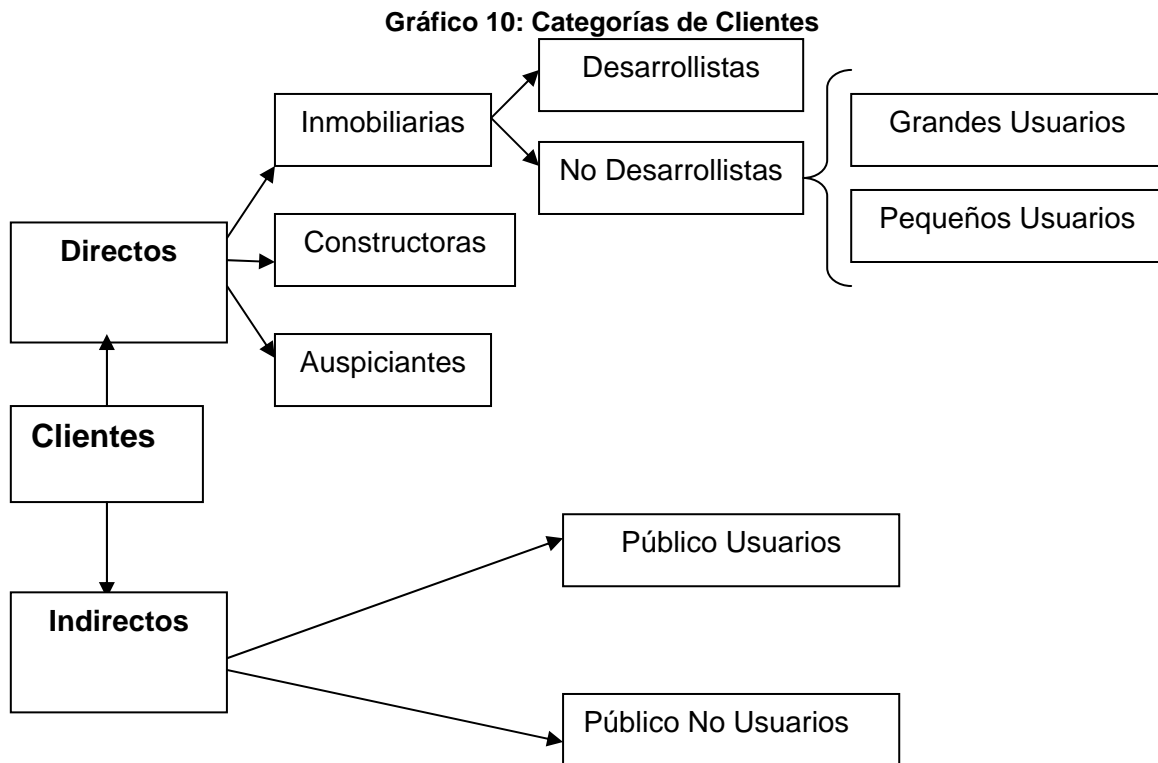 Gráfico 10: Categorías de Clientes
Desarrollistas
Inmobiliarias
Grandes Usuarios
No Desarrollistas
Pequeños Usuarios
Directos
Constructoras
Auspiciantes
Clientes
Público Usuarios
Indirectos
Público No Usuarios